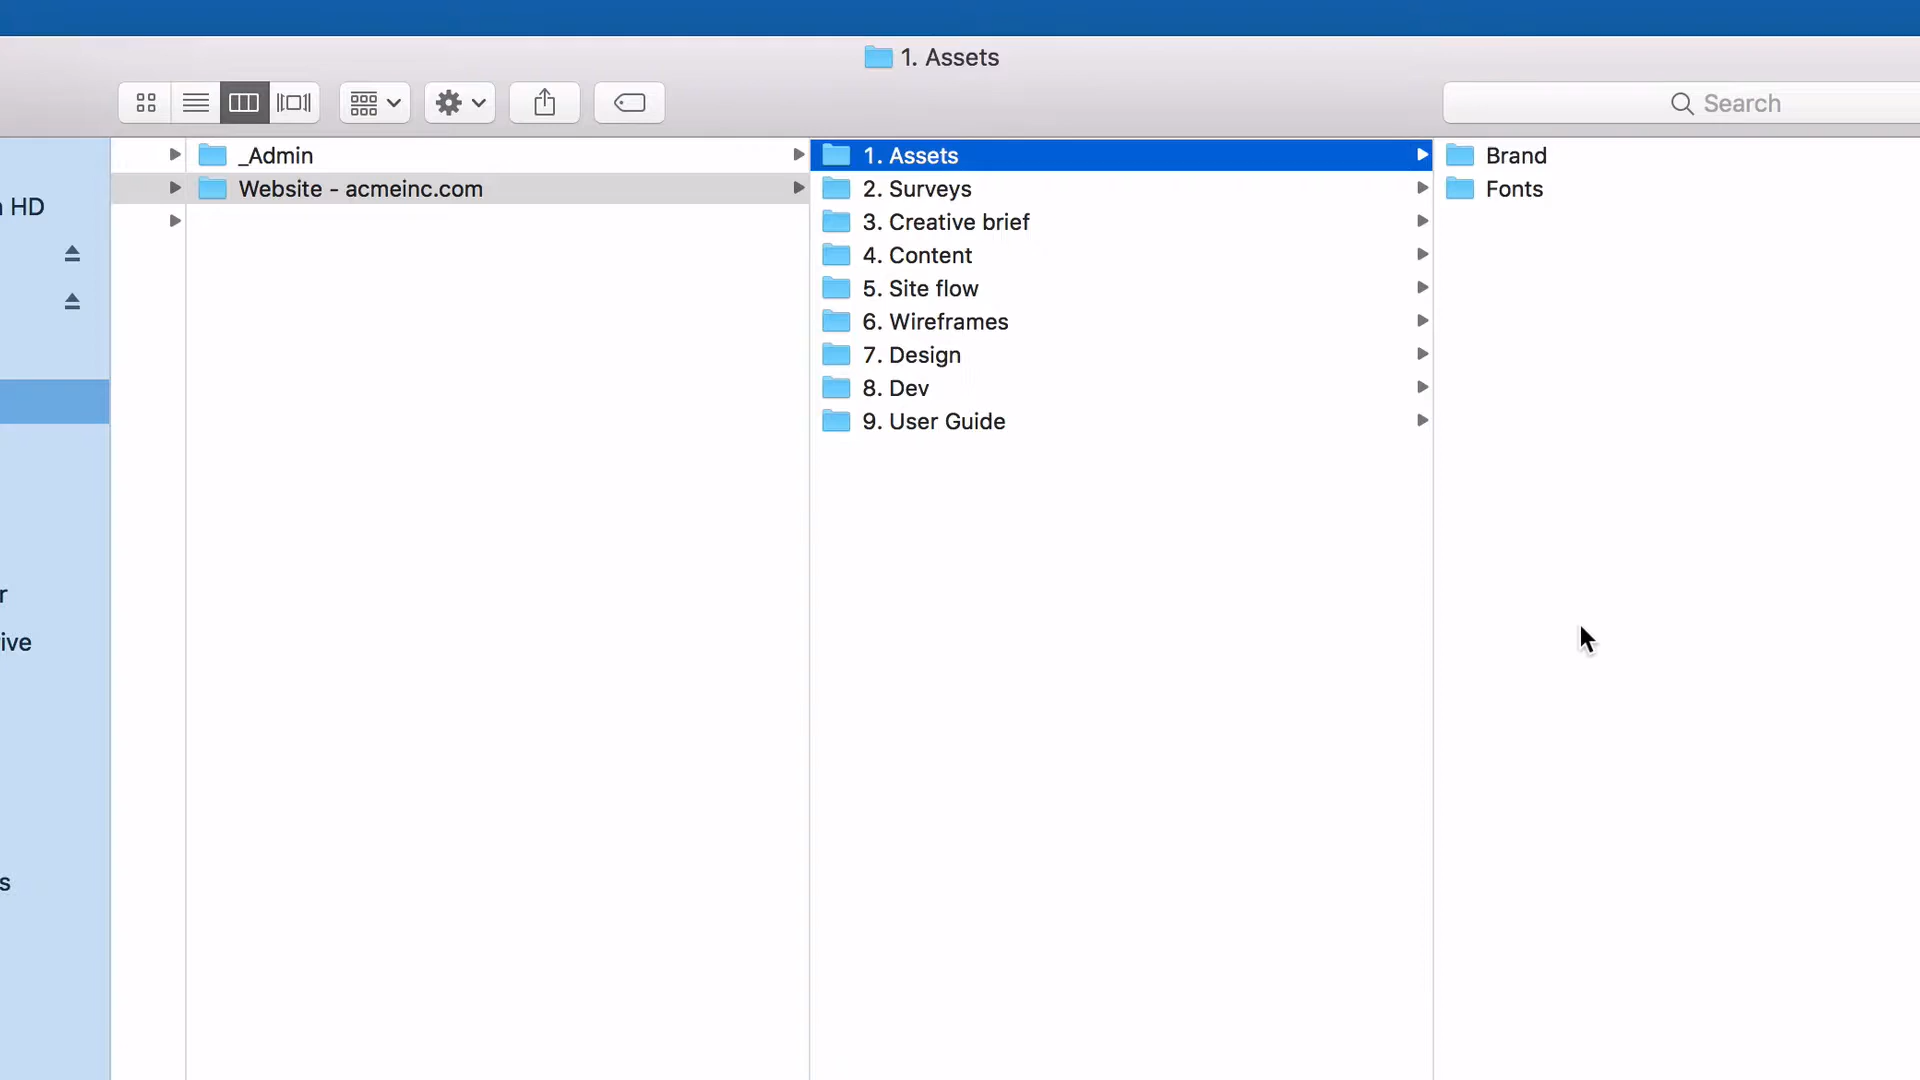 1. Assets
Search
HD
ive
_Admin
Website - acmeinc.com
1. Assets
2. Surveys
3. Creative brief
4. Content
5. Site flow
6. Wireframes
7. Design
8. Dev
9. User Guide
Brand
Fonts